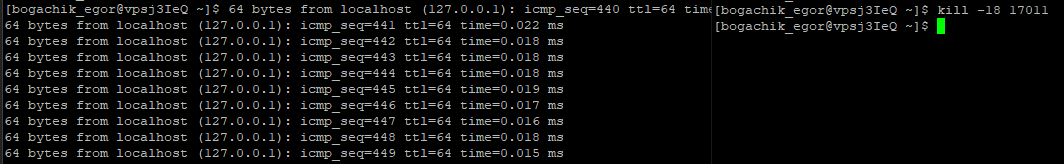 [bogachik_egor@vpsj3IeQ ~]$ 64 bytes from localhost (127.0.0.1): icmp_seq=440 ttl=64 time
64 bytes from localhost (127.0.0.1): icmp_seq=441 ttl=64 time=0.022 ms
64 bytes from localhost (127.0.0.1): icmp_seq=442 ttl=64 time=0.018 ms
64 bytes from localhost (127.0.0.1): icmp_seq=443 ttl=64 time=0.018 ms
64 bytes from localhost (127.0.0.1): icmp_seq=444 ttl=64 time=0.018 ms
64 bytes from localhost (127.0.0.1): icmp_seq=445 ttl=64 time=0.019 ms
64 bytes from localhost (127.0.0.1): icmp_seq=446 ttl=64 time=0.017 ms
64 bytes from localhost (127.0.0.1): icmp_seq=447 ttl=64 time=0.016 ms
64 bytes from localhost (127.0.0.1): icmp_seq=448 ttl=64 time=0.018 ms
64 bytes from localhost (127.0.0.1): icmp_seq=449 ttl=64 time=0.015 ms
[bogachik_egor@vpsj3IeQ ~]$ kill -18 17011
[bogachik_egor@vpsj3IeQ ~]$